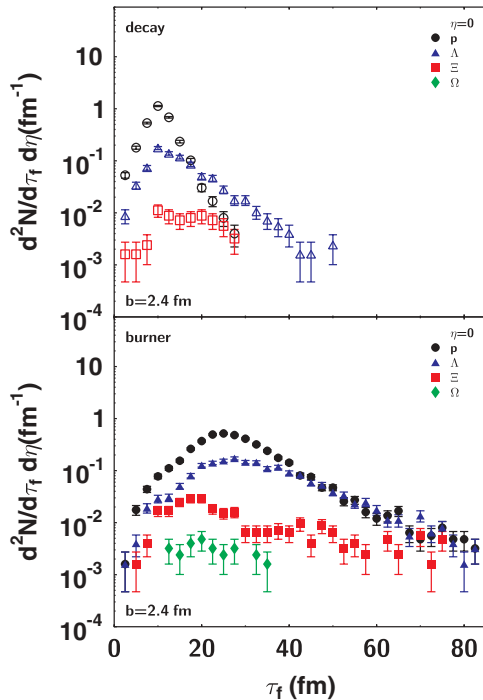 decay
η=0
p
Λ
Ξ
Ω
d²N/dτf dη(fm⁻¹)
1
10⁻¹
10⁻²
10⁻³
10⁻⁴
b=2.4 fm
burner
η=0
p
Λ
Ξ
Ω
d²N/dτf dη(fm⁻¹)
1
10⁻¹
10⁻²
10⁻³
10⁻⁴
b=2.4 fm
0 20 40 60 80
τf (fm)